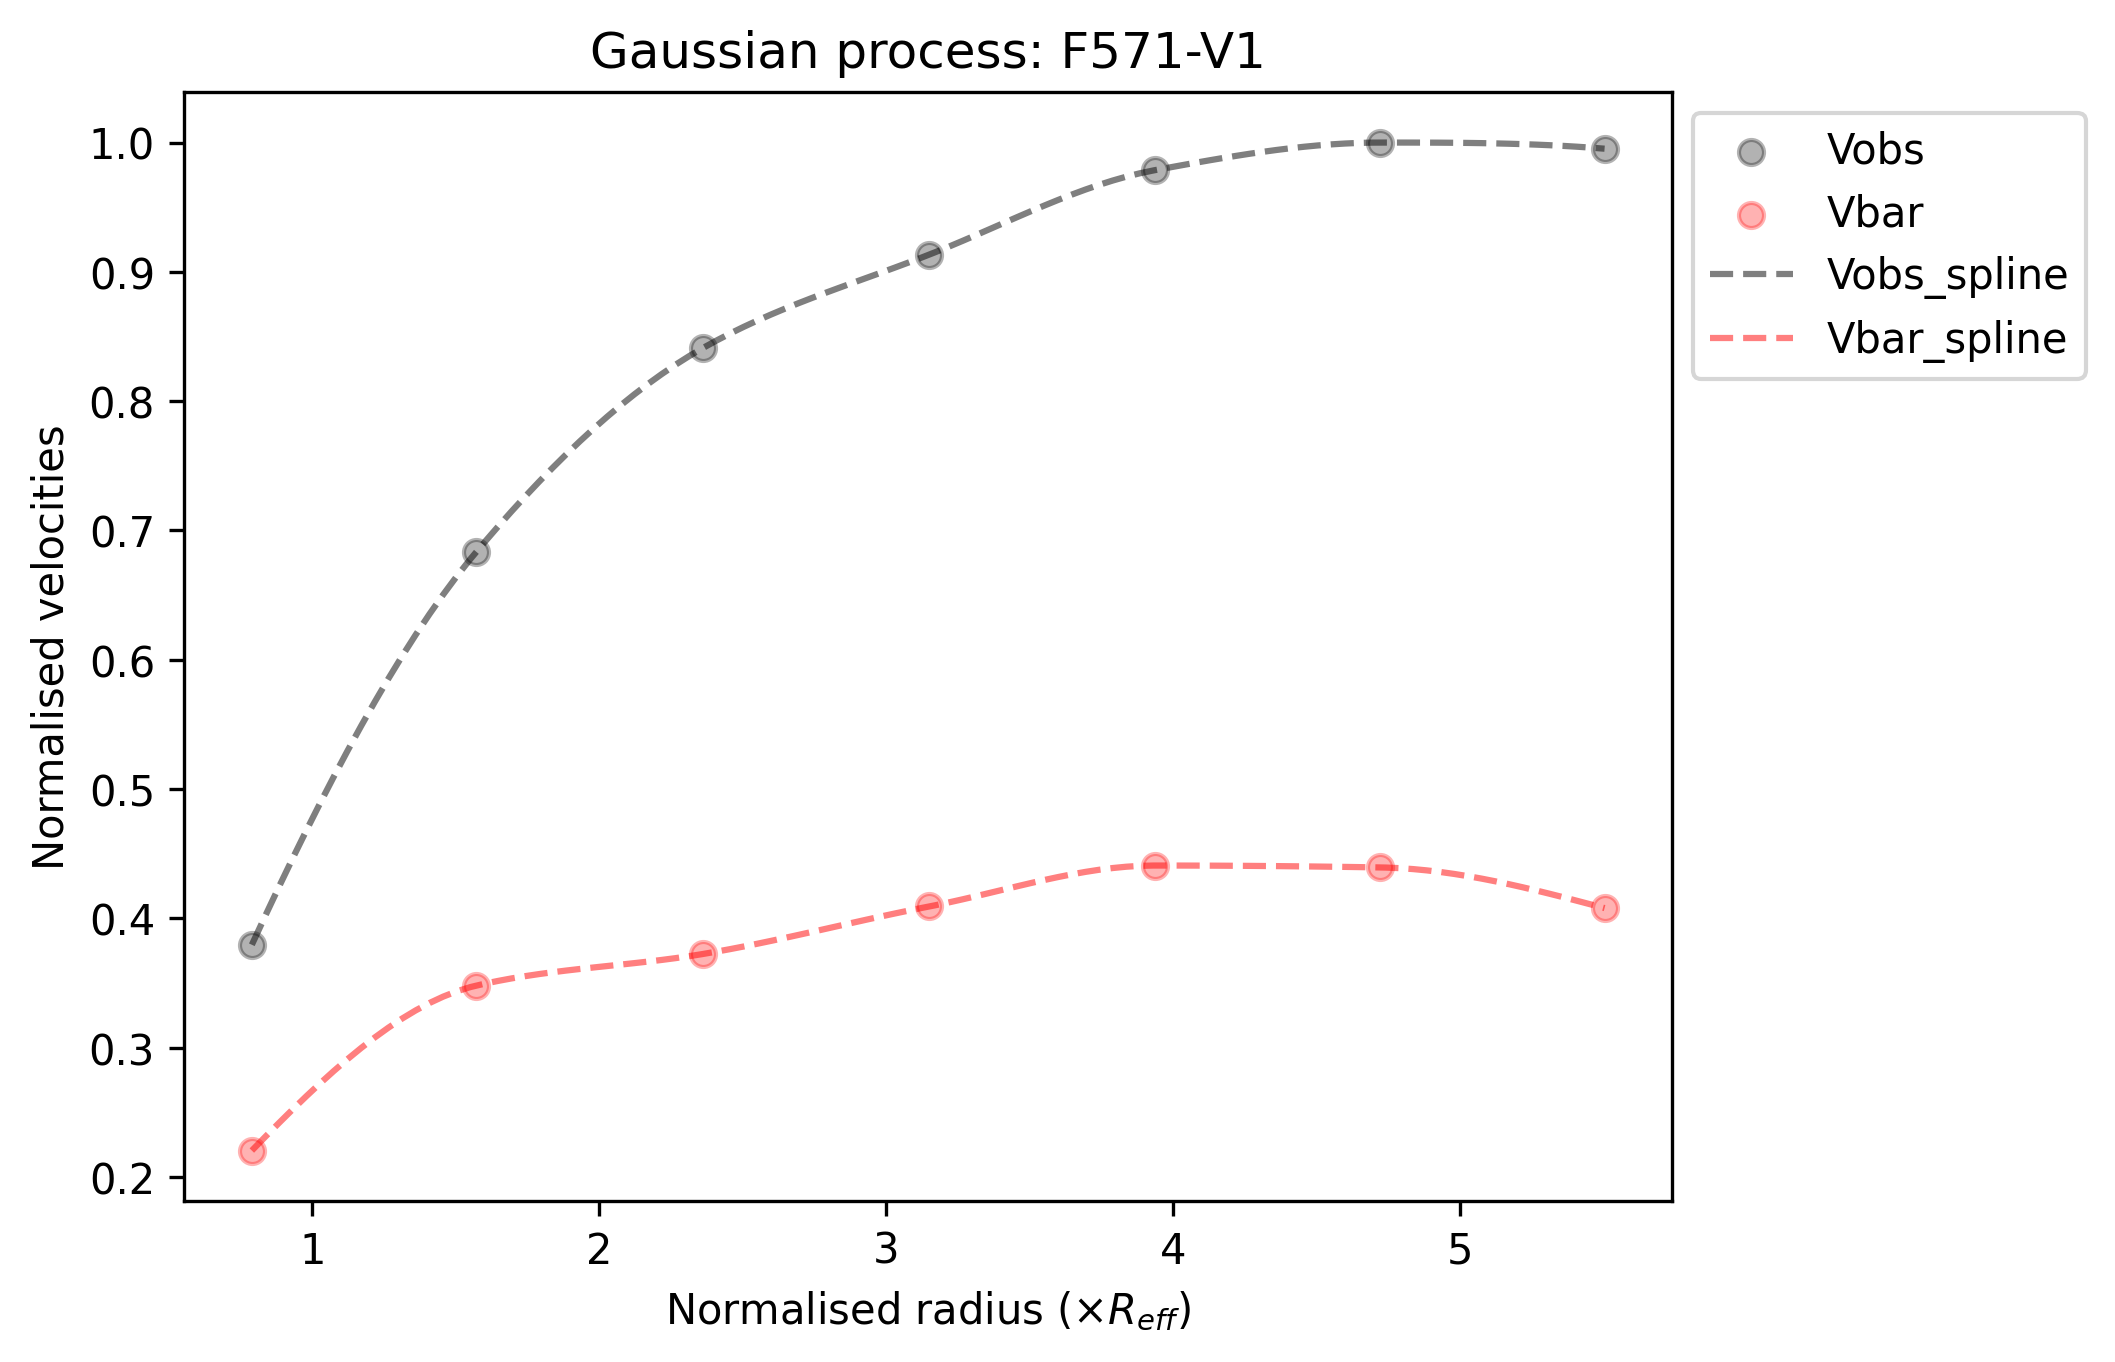 Gaussian process: F571-V1
1.0
0.9
0.8
0.7
0.6
0.5
0.4
0.3
0.2
Normalised velocities
1 2 3 4 5
Normalised radius (×R_eff)
Vobs
Vbar
Vobs_spline
Vbar_spline